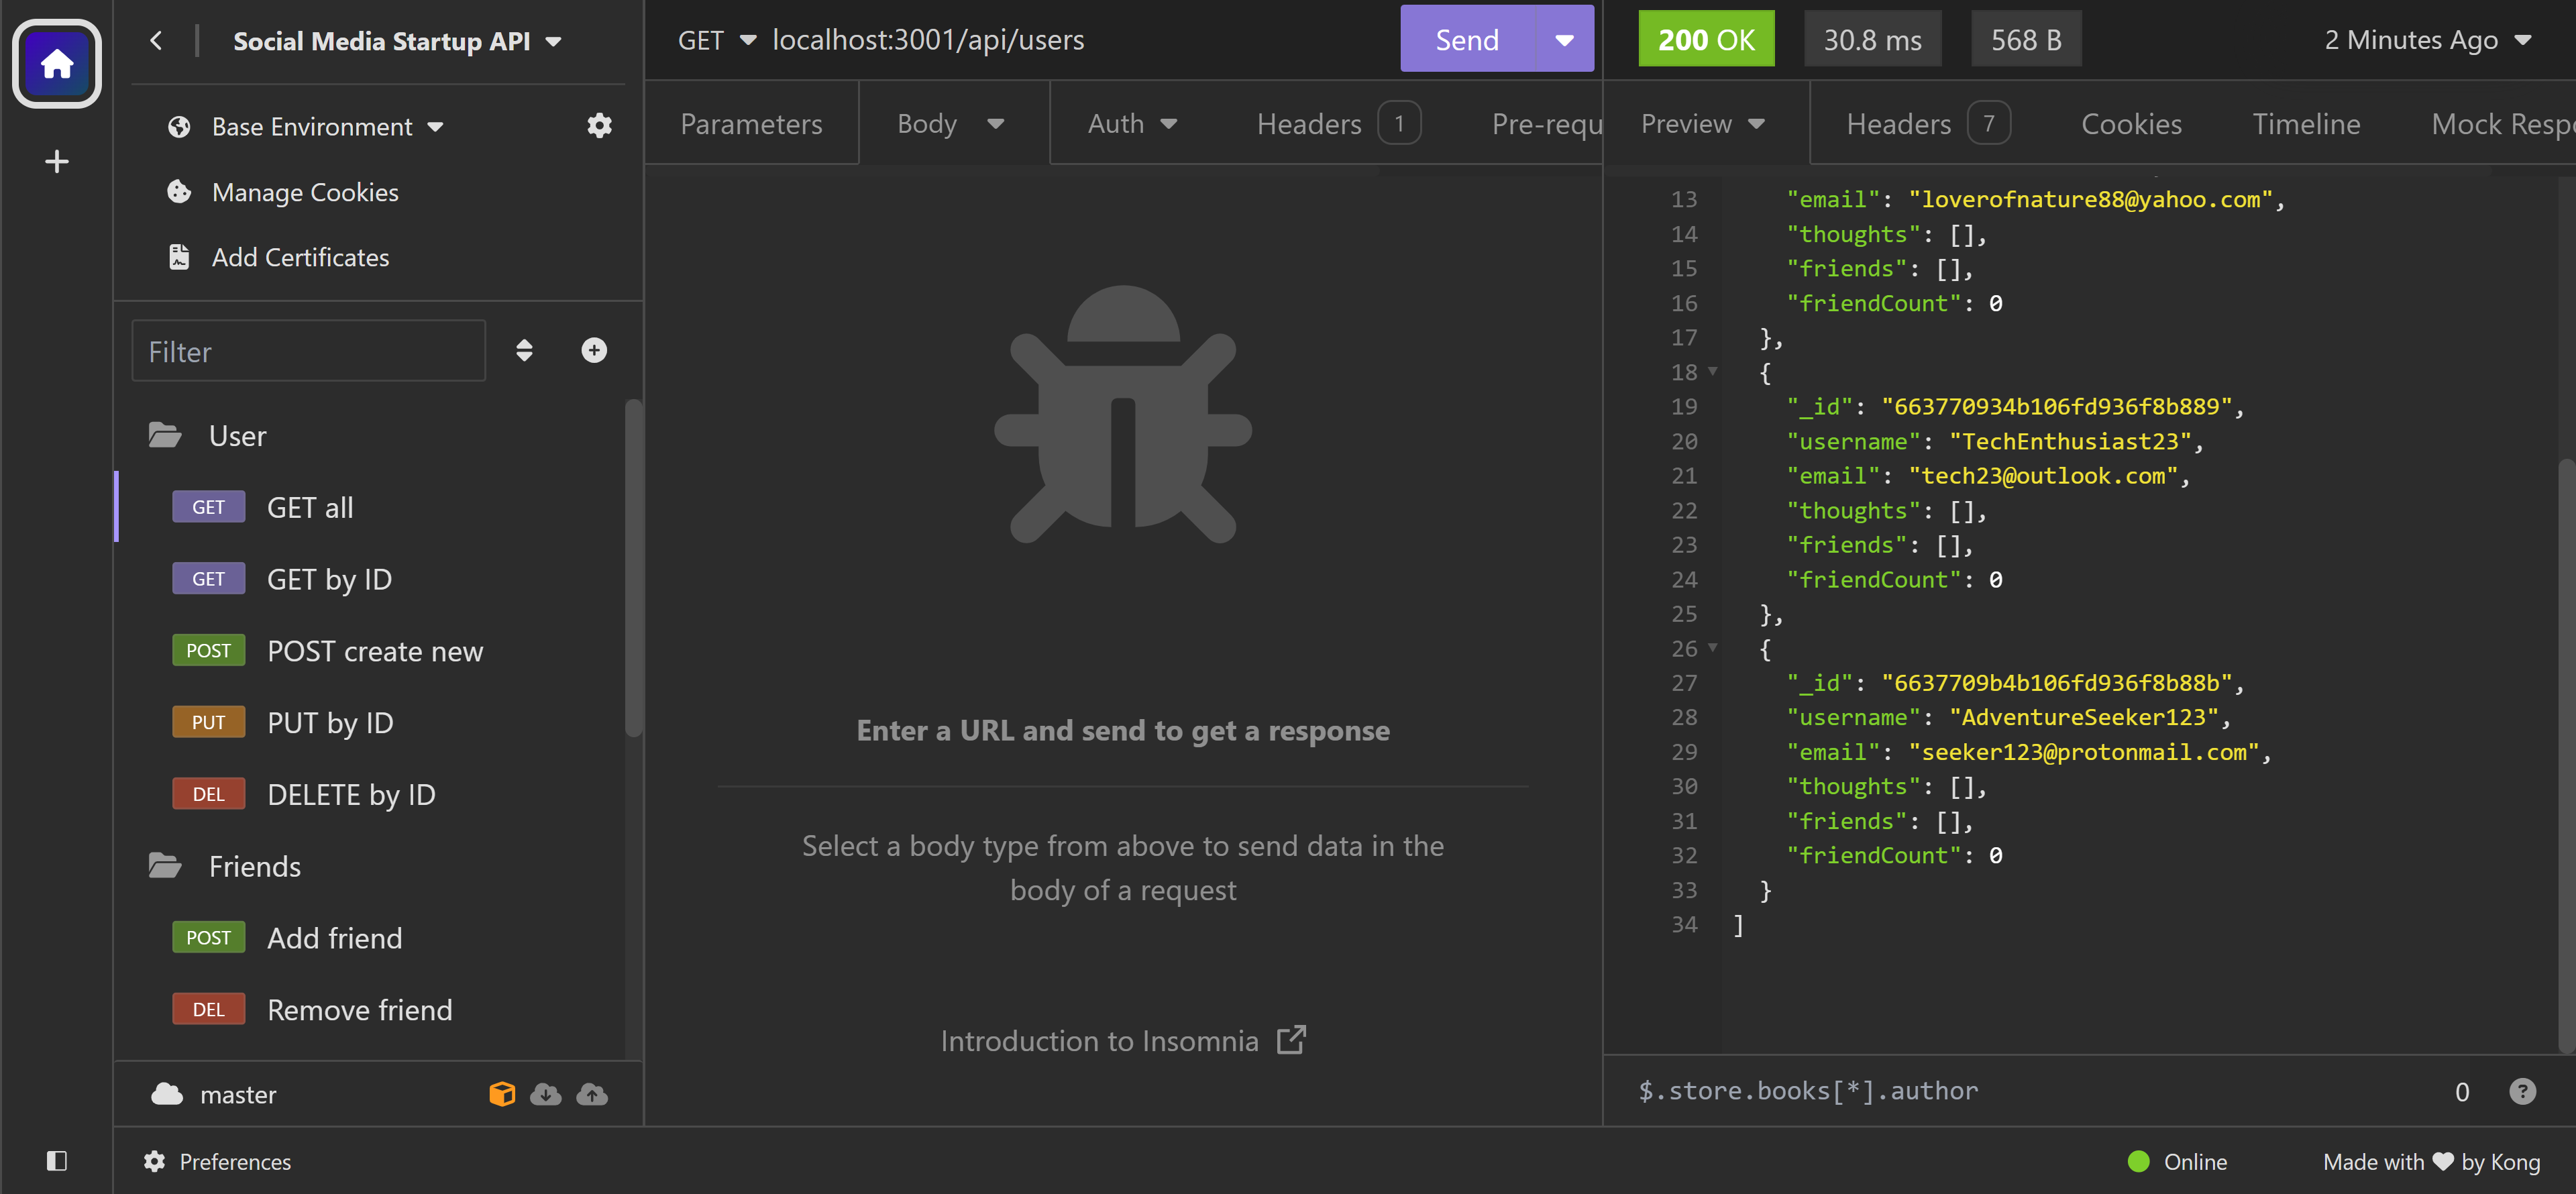 Social Media Startup API
Base Environment
Manage Cookies
Add Certificates
Filter
User
GET GET all
GET GET by ID
POST POST create new
PUT PUT by ID
DEL DELETE by ID
Friends
POST Add friend
DEL Remove friend
master
Preferences
GET localhost:3001/api/users Send
Parameters Body Auth Headers 1 Pre-requ
Enter a URL and send to get a response
Select a body type from above to send data in the
body of a request
Introduction to Insomnia
200 OK 30.8 ms 568 B 2 Minutes Ago
Preview Headers 7 Cookies Timeline Mock Resp
13 "email": "loverofnature88@yahoo.com",
14 "thoughts": [],
15 "friends": [],
16 "friendCount": 0
17 },
18 {
19 "_id": "663770934b106fd936f8b889",
20 "username": "TechEnthusiast23",
21 "email": "tech23@outlook.com",
22 "thoughts": [],
23 "friends": [],
24 "friendCount": 0
25 },
26 {
27 "_id": "6637709b4b106fd936f8b88b",
28 "username": "AdventureSeeker123",
29 "email": "seeker123@protonmail.com",
30 "thoughts": [],
31 "friends": [],
32 "friendCount": 0
33 }
34 ]
$.store.books[*].author 0 ?
Online Made with ♥ by Kong